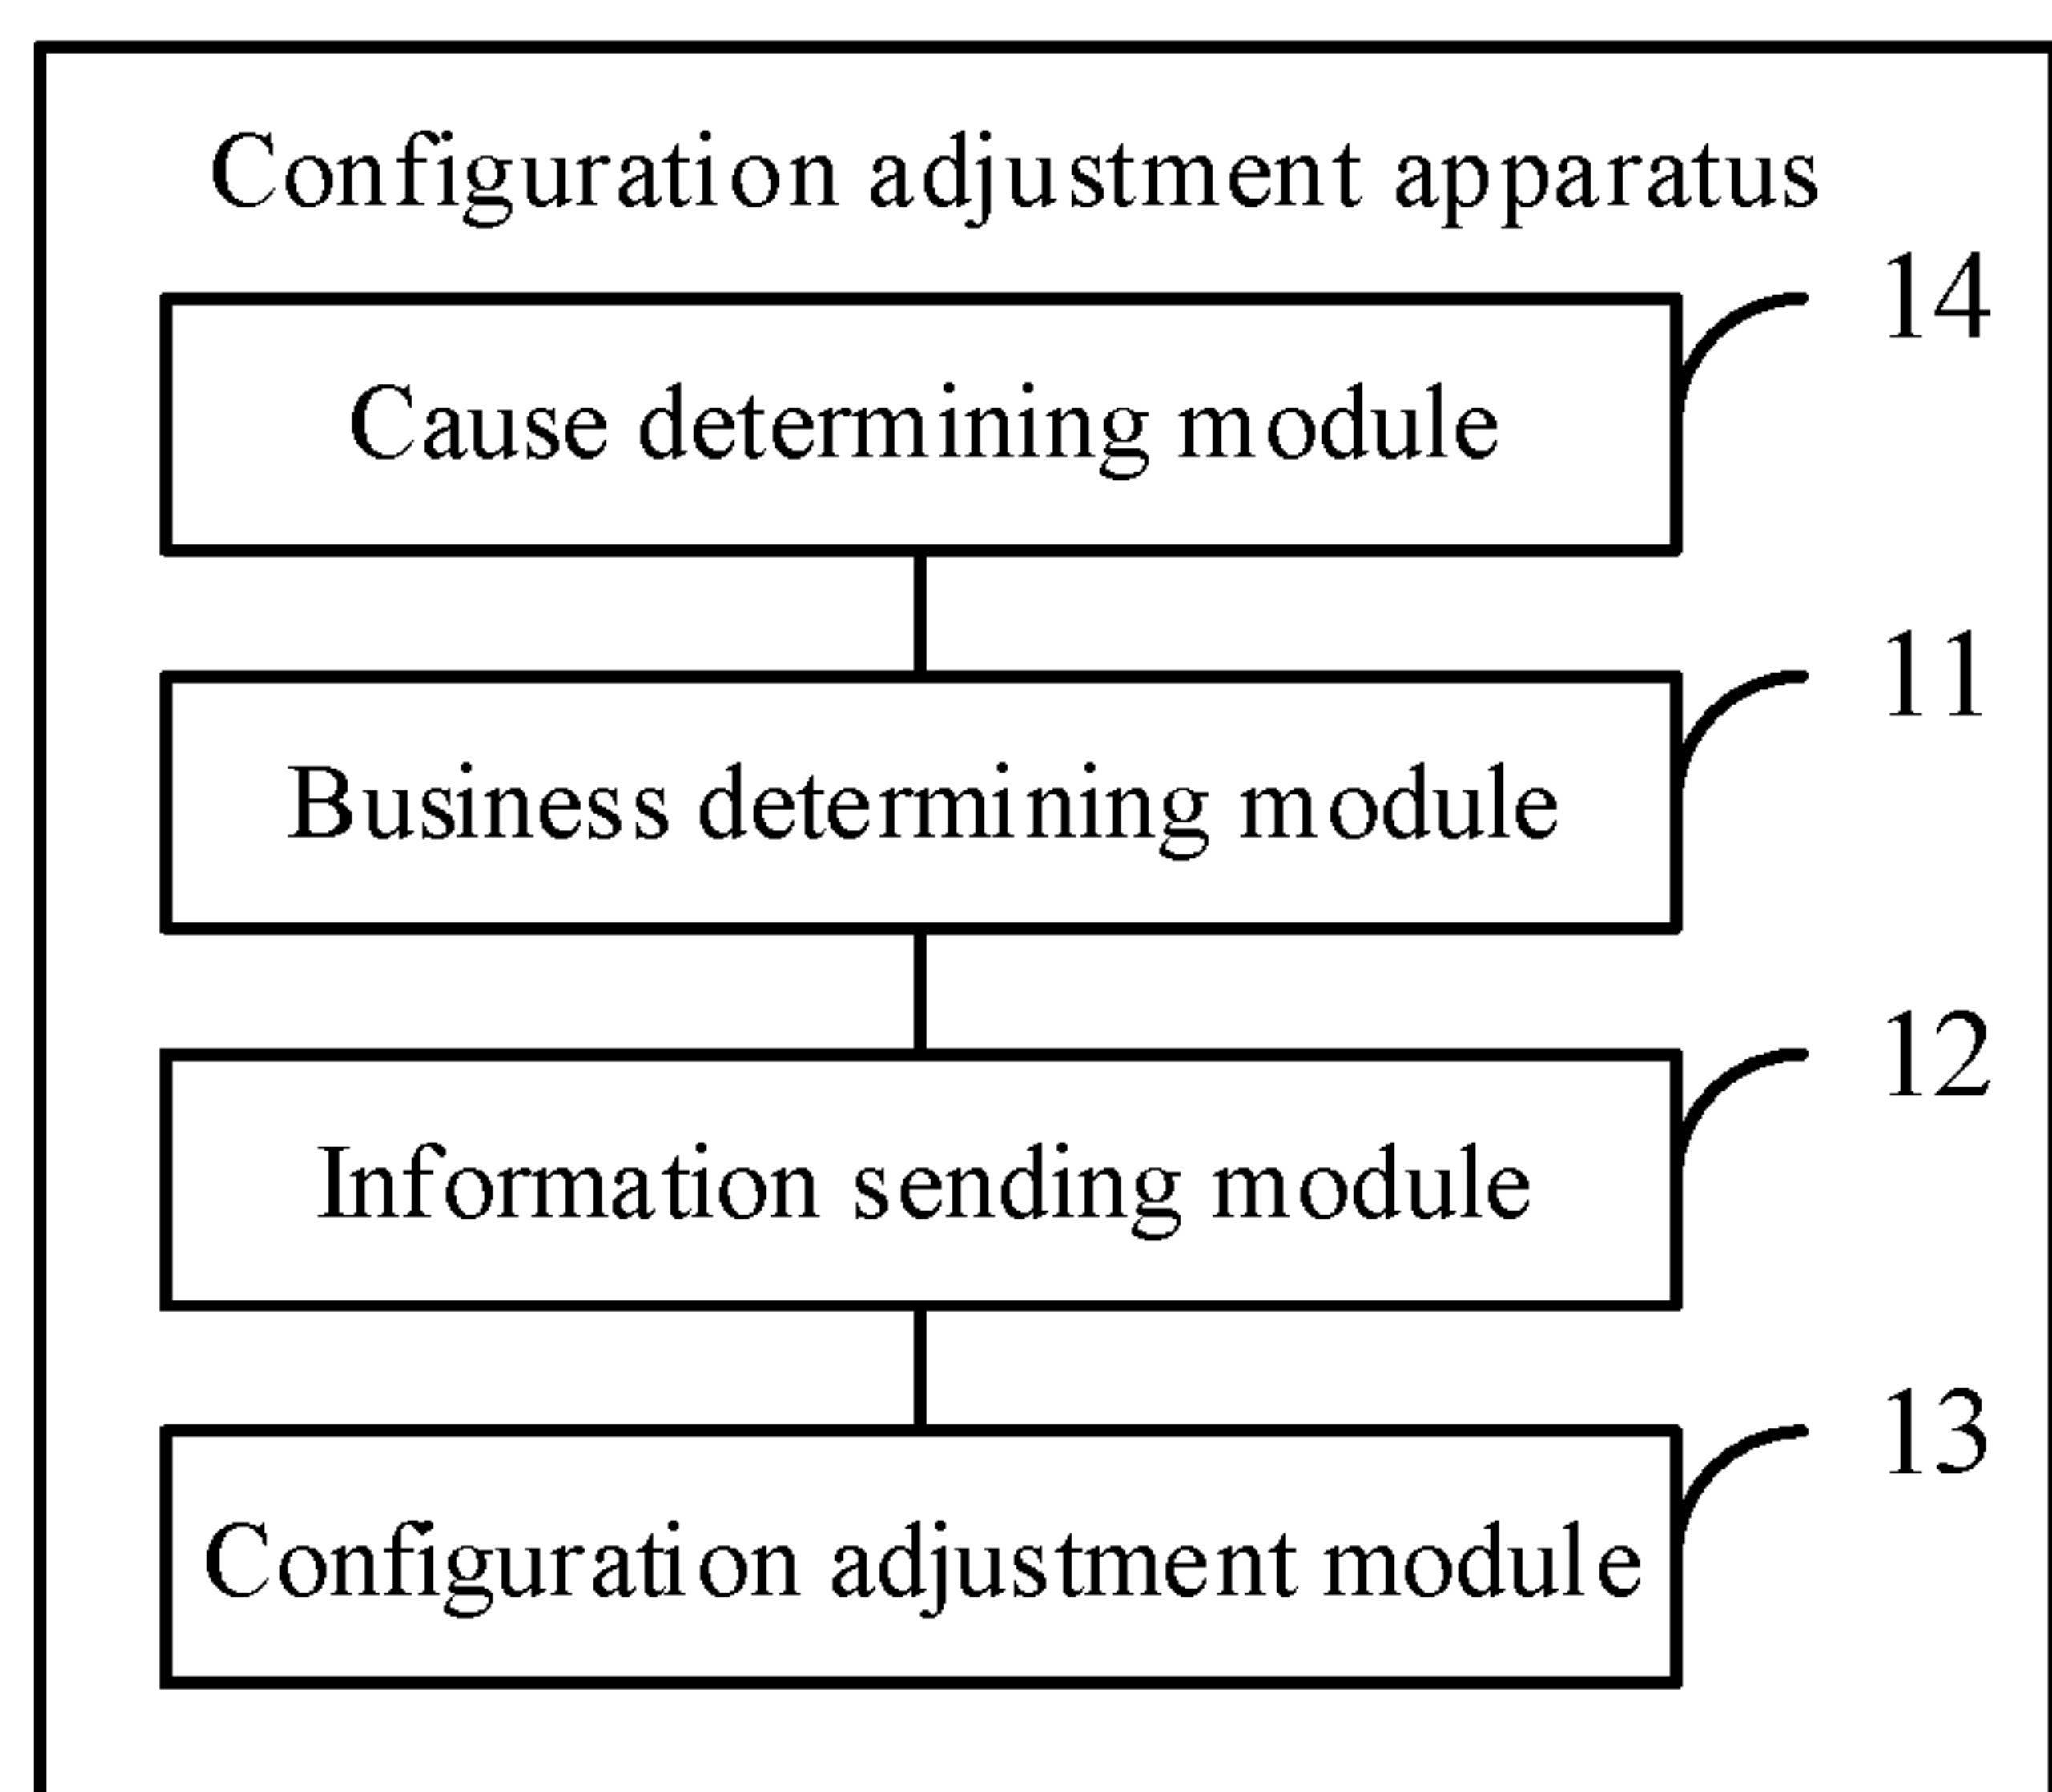 Configuration adjustment apparatus
14
Cause determining module
11
Business determining module
12
Information sending module
13
Configuration adjustment module